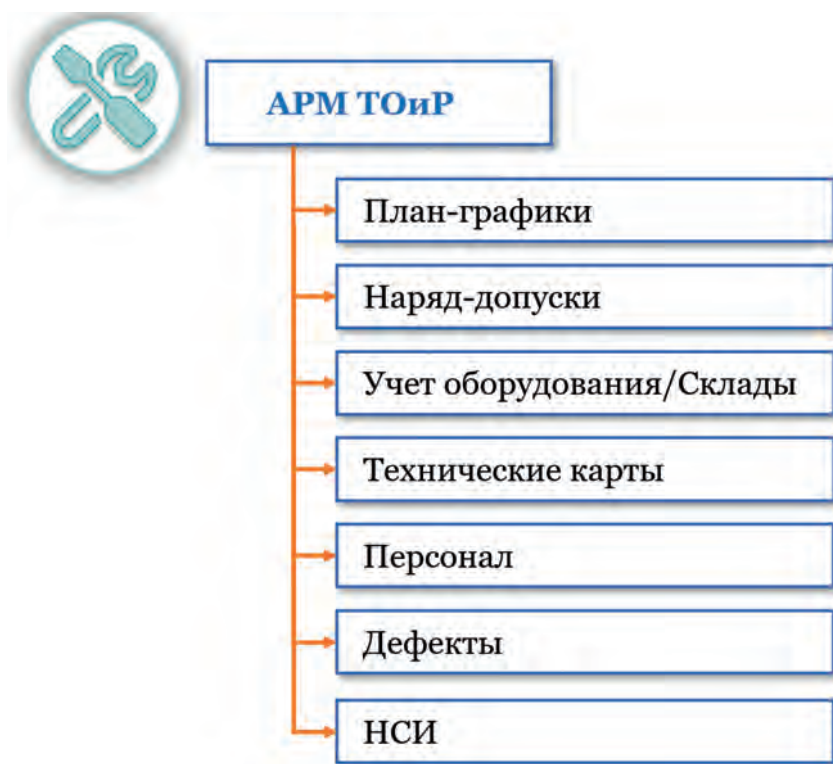 АРМ ТОиР
План-графики
Наряд-допуски
Учет оборудования/Склады
Технические карты
Персонал
Дефекты
НСИ